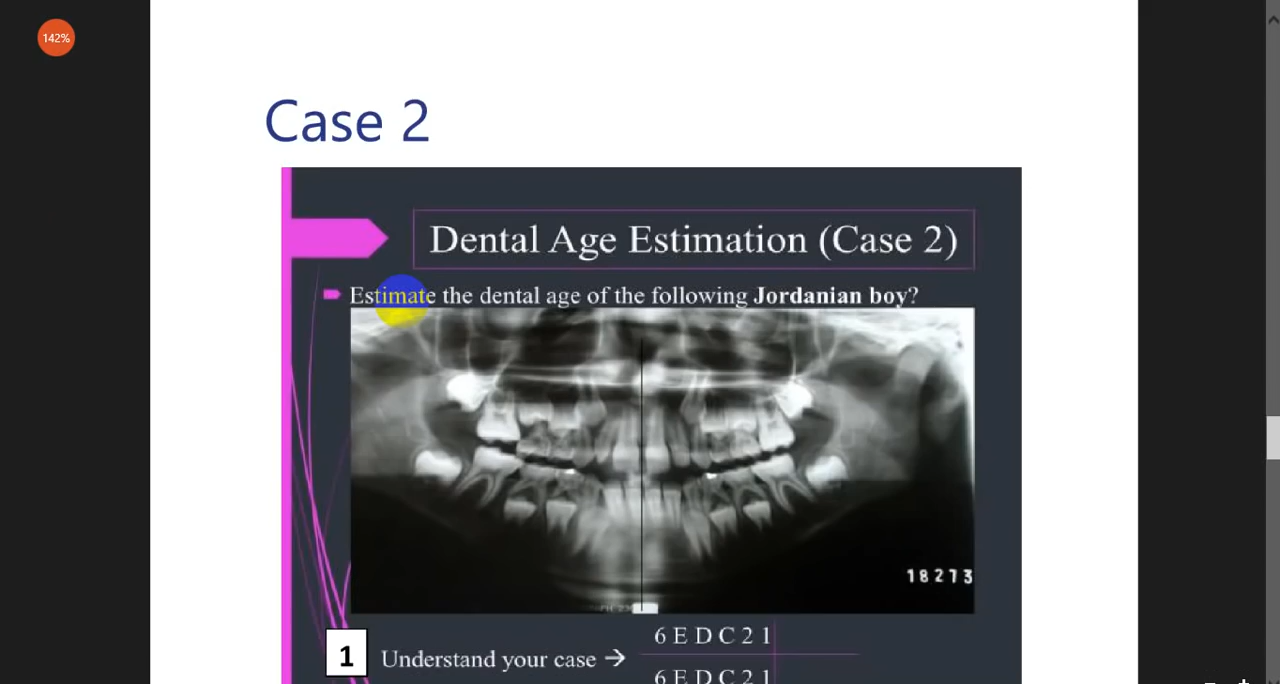 142%
Case 2
Dental Age Estimation (Case 2)
Estimate the dental age of the following Jordanian boy?
18273
1
Understand your case →
6 E D C 2 1
6 E D C 2 1